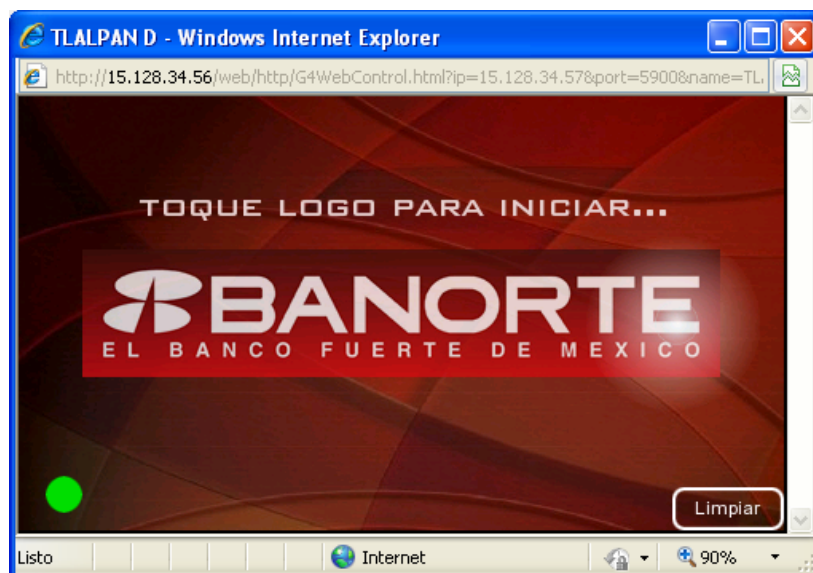 TLALPAN D - Windows Internet Explorer
http://15.128.34.56/web/http/G4WebControl.html?ip=15.128.34.57&port=5900&name=TL
TOQUE LOGO PARA INICIAR...
BANORTE
EL BANCO FUERTE DE MEXICO
Limpiar
Listo
Internet
90%